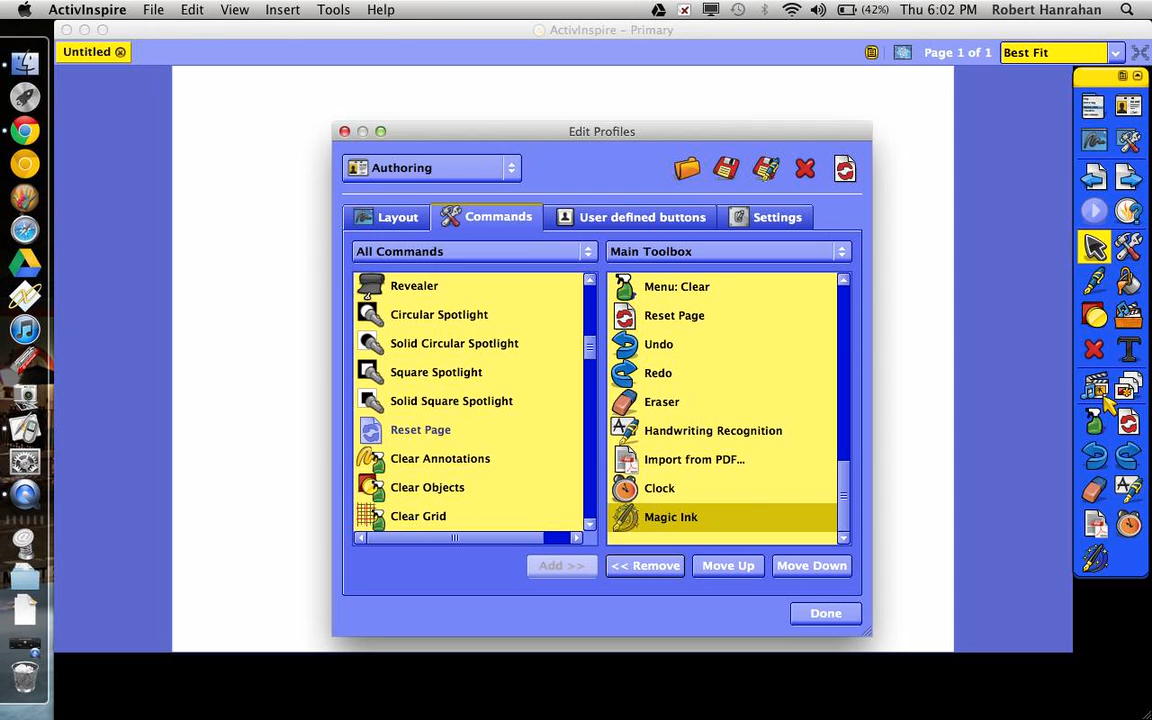 ActivInspire File Edit View Insert Tools Help (42%) Thu 6:02 PM Robert Hanrahan
ActivInspire – Primary
Untitled Page 1 of 1 Best Fit
Edit Profiles
Authoring
Layout Commands User defined buttons Settings
All Commands Main Toolbox
Revealer Menu: Clear
Circular Spotlight Reset Page
Solid Circular Spotlight Undo
Square Spotlight Redo
Solid Square Spotlight Eraser
Reset Page Handwriting Recognition
Clear Annotations Import from PDF...
Clear Objects Clock
Clear Grid Magic Ink
Add >> << Remove Move Up Move Down
Done